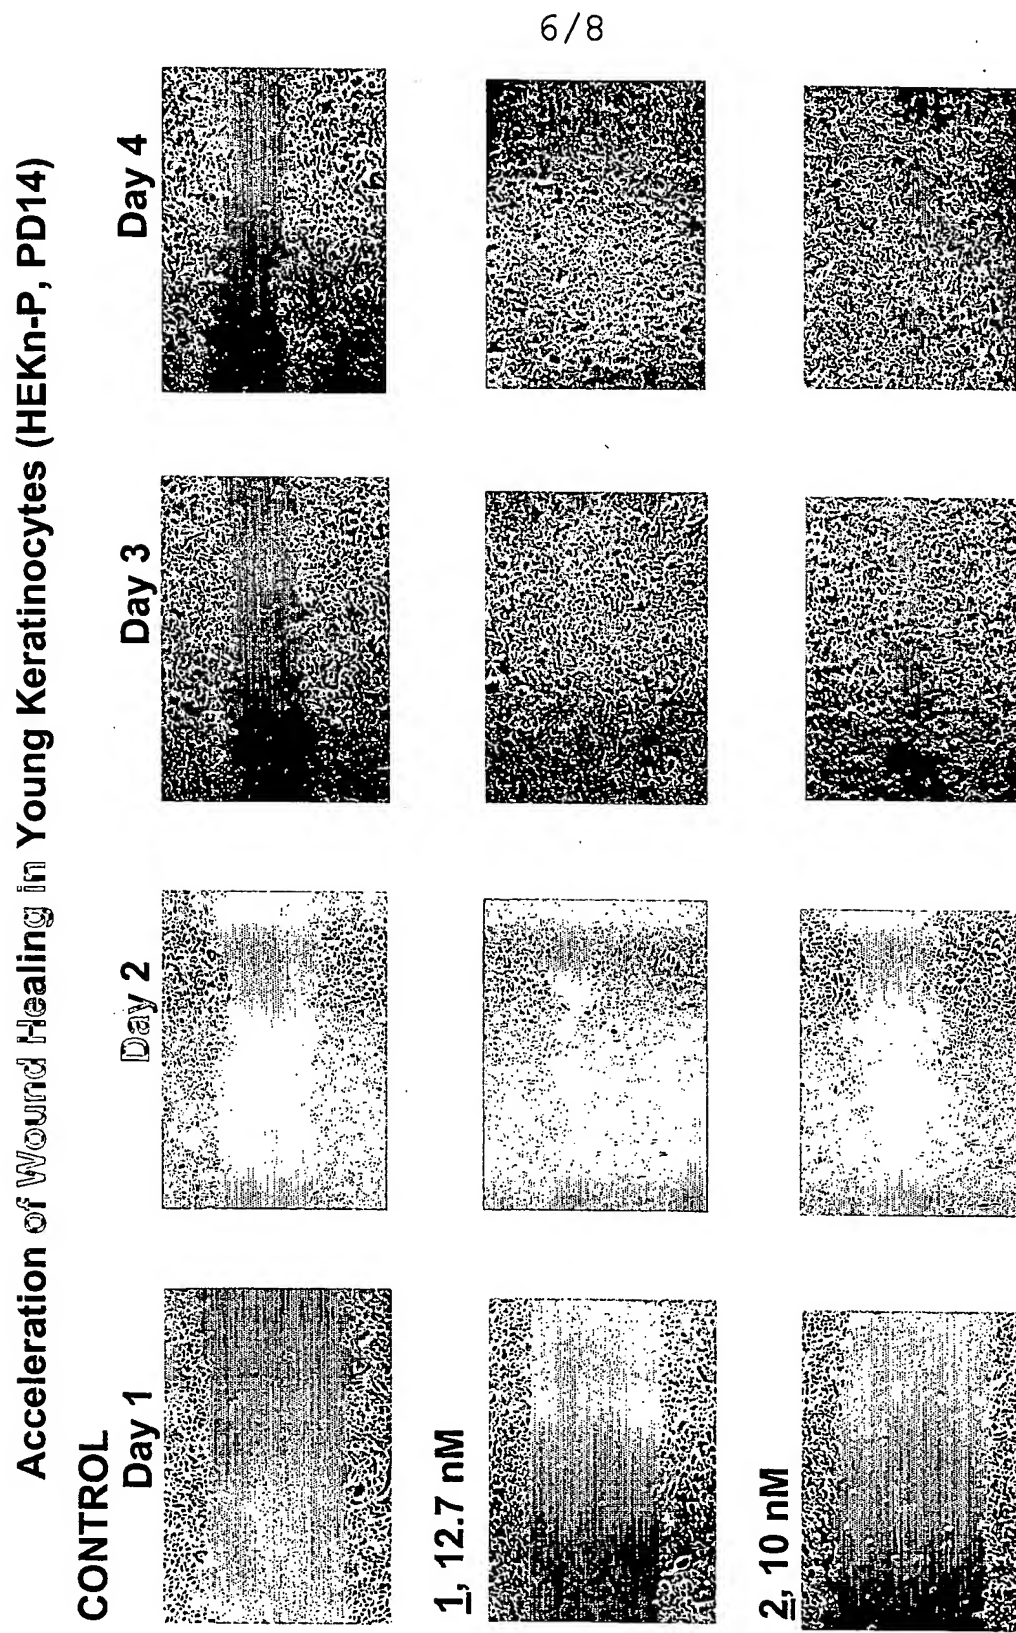 6/8
Acceleration of Wound Healing in Young Keratinocytes (HEKn-P, PD14)
CONTROL
Day 1
Day 2
Day 3
Day 4
1, 12.7 nM
2, 10 nM